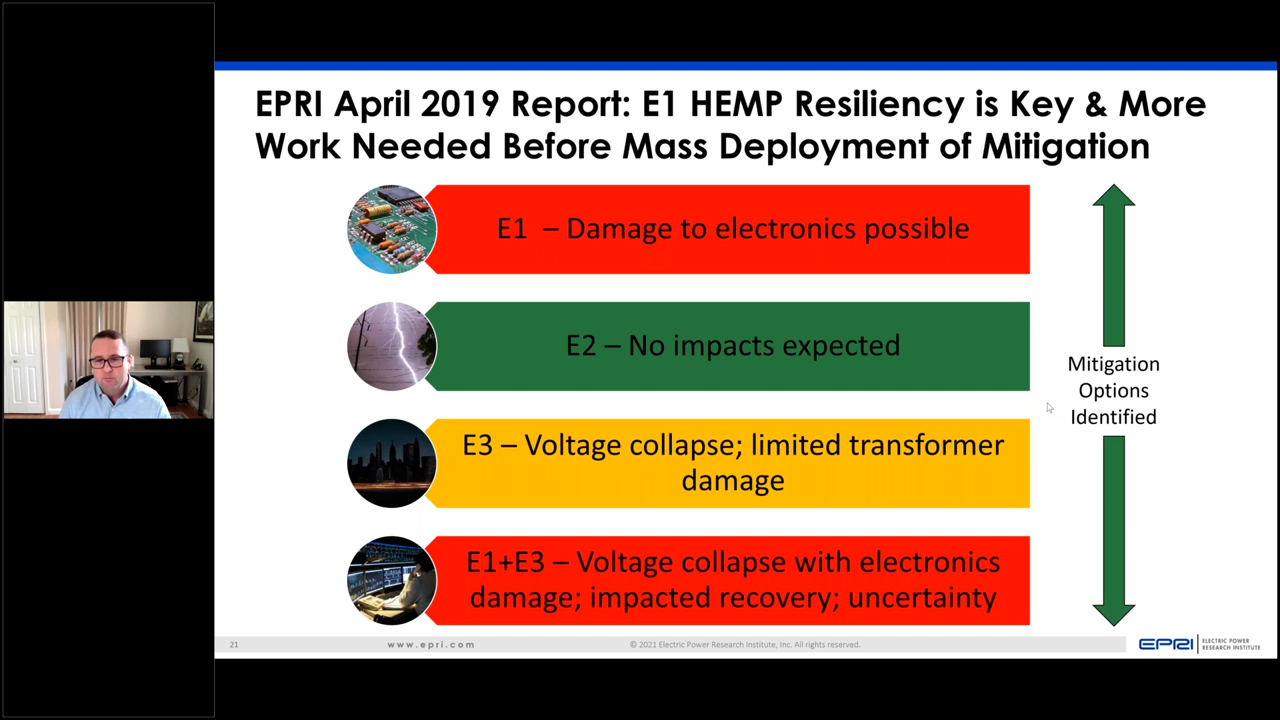 EPRI April 2019 Report: E1 HEMP Resiliency is Key & More
Work Needed Before Mass Deployment of Mitigation
E1 – Damage to electronics possible
E2 – No impacts expected
E3 – Voltage collapse; limited transformer
damage
E1+E3 – Voltage collapse with electronics
damage; impacted recovery; uncertainty
Mitigation
Options
Identified
21
www.epri.com
© 2021 Electric Power Research Institute, Inc. All rights reserved.
EPRI
ELECTRIC POWER
RESEARCH INSTITUTE